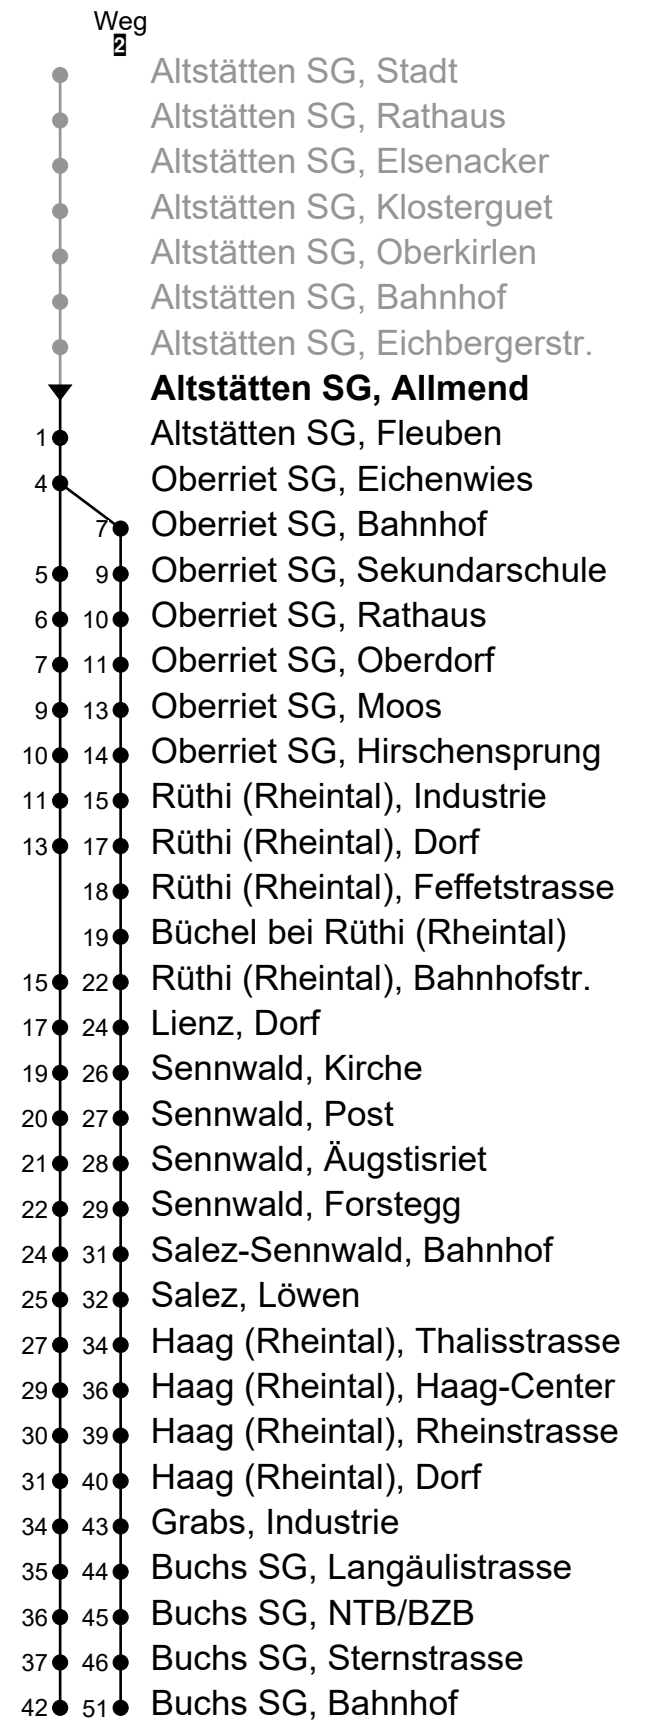 Weg
2
Altstätten SG, Stadt
Altstätten SG, Rathaus
Altstätten SG, Elsenacker
Altstätten SG, Klosterguet
Altstätten SG, Oberkirlen
Altstätten SG, Bahnhof
Altstätten SG, Eichbergerstr.
Altstätten SG, Allmend
1 Altstätten SG, Fleuben
4 Oberriet SG, Eichenwies
7 Oberriet SG, Bahnhof
5 9 Oberriet SG, Sekundarschule
6 10 Oberriet SG, Rathaus
7 11 Oberriet SG, Oberdorf
9 13 Oberriet SG, Moos
10 14 Oberriet SG, Hirschensprung
11 15 Rüthi (Rheintal), Industrie
13 17 Rüthi (Rheintal), Dorf
18 Rüthi (Rheintal), Feffetstrasse
19 Büchel bei Rüthi (Rheintal)
15 22 Rüthi (Rheintal), Bahnhofstr.
17 24 Lienz, Dorf
19 26 Sennwald, Kirche
20 27 Sennwald, Post
21 28 Sennwald, Äugstisriet
22 29 Sennwald, Forstegg
24 31 Salez-Sennwald, Bahnhof
25 32 Salez, Löwen
27 34 Haag (Rheintal), Thalisstrasse
29 36 Haag (Rheintal), Haag-Center
30 39 Haag (Rheintal), Rheinstrasse
31 40 Haag (Rheintal), Dorf
34 43 Grabs, Industrie
35 44 Buchs SG, Langäulistrasse
36 45 Buchs SG, NTB/BZB
37 46 Buchs SG, Sternstrasse
42 51 Buchs SG, Bahnhof